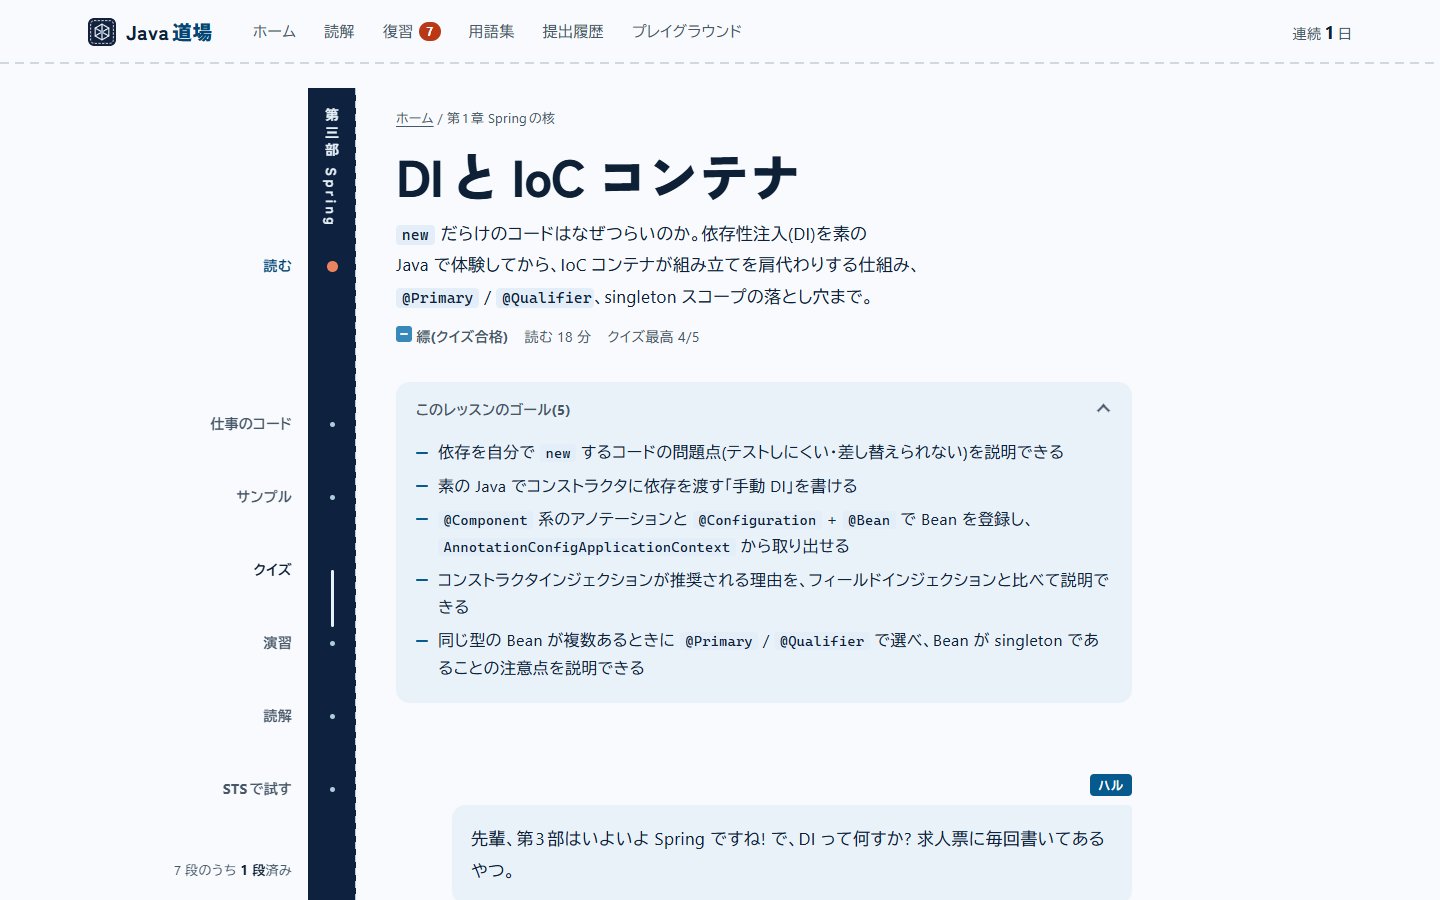 Java道場
ホーム
読解
復習 7
用語集
提出履歴
プレイグラウンド
連続 1 日
第三部 Spring
読む
仕事のコード
サンプル
クイズ
演習
読解
STSで試す
7 段のうち 1 段済み
ホーム / 第1章 Springの核
DI と IoC コンテナ
new だらけのコードはなぜつらいのか。依存性注入(DI)を素の
Java で体験してから、IoC コンテナが組み立てを肩代わりする仕組み、
@Primary / @Qualifier、singleton スコープの落とし穴まで。
縹(クイズ合格) 読む 18 分 クイズ最高 4/5
このレッスンのゴール(5)
依存を自分で new するコードの問題点(テストしにくい・差し替えられない)を説明できる
素の Java でコンストラクタに依存を渡す「手動 DI」を書ける
@Component 系のアノテーションと @Configuration + @Bean で Bean を登録し、
AnnotationConfigApplicationContext から取り出せる
コンストラクタインジェクションが推奨される理由を、フィールドインジェクションと比べて説明で
きる
同じ型の Bean が複数あるときに @Primary / @Qualifier で選べ、Bean が singleton であ
ることの注意点を説明できる
ハル
先輩、第3部はいよいよ Spring ですね! で、DI って何すか? 求人票に毎回書いてある
やつ。